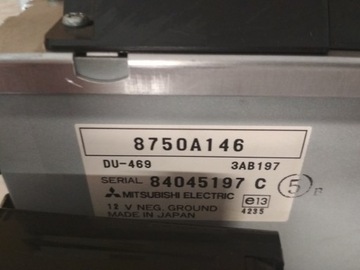 8750A146
DU-469 3AB197
SERIAL 84045197 C 5
MITSUBISHI ELECTRIC e13
12 V NEG. GROUND 4235
MADE IN JAPAN